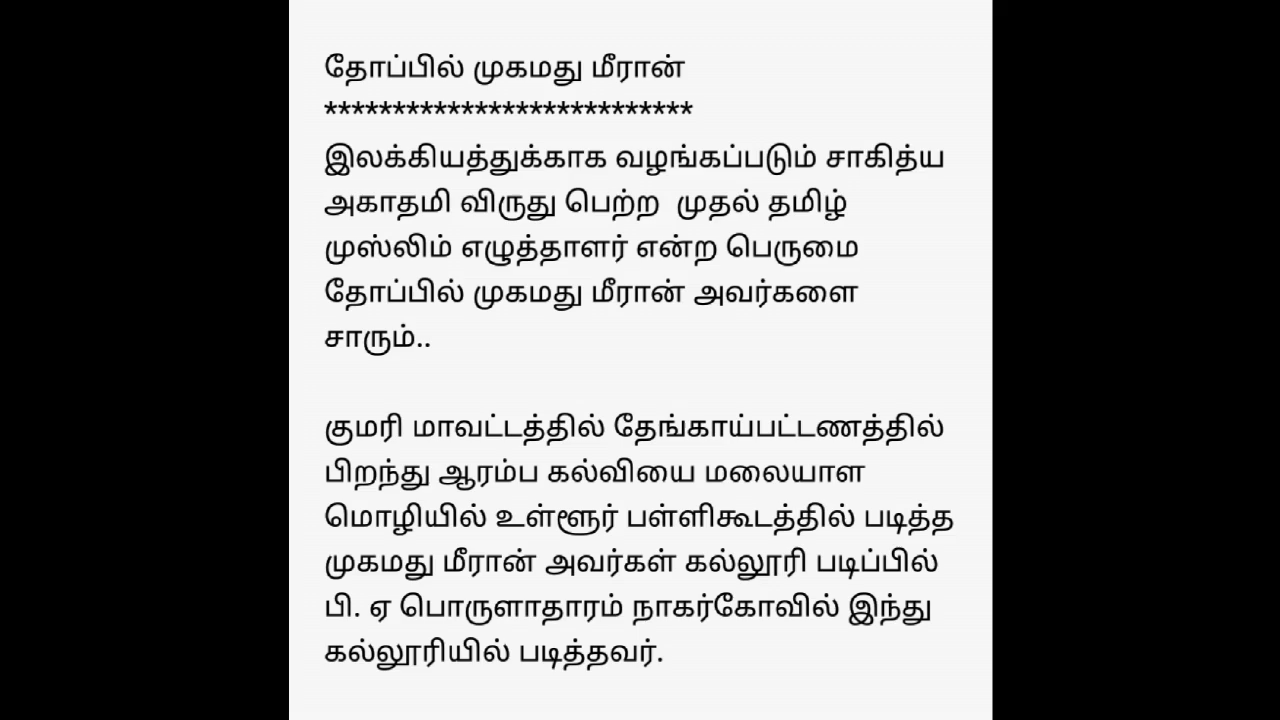 தோப்பில் முகமது மீரான்
***************************
இலக்கியத்துக்காக வழங்கப்படும் சாகித்ய
அகாதமி விருது பெற்ற  முதல் தமிழ்
முஸ்லிம் எழுத்தாளர் என்ற பெருமை
தோப்பில் முகமது மீரான் அவர்களை
சாரும்..
குமரி மாவட்டத்தில் தேங்காய்பட்டணத்தில்
பிறந்து ஆரம்ப கல்வியை மலையாள
மொழியில் உள்ளூர் பள்ளிகூடத்தில் படித்த
முகமது மீரான் அவர்கள் கல்லூரி படிப்பில்
பி. ஏ பொருளாதாரம் நாகர்கோவில் இந்து
கல்லூரியில் படித்தவர்.